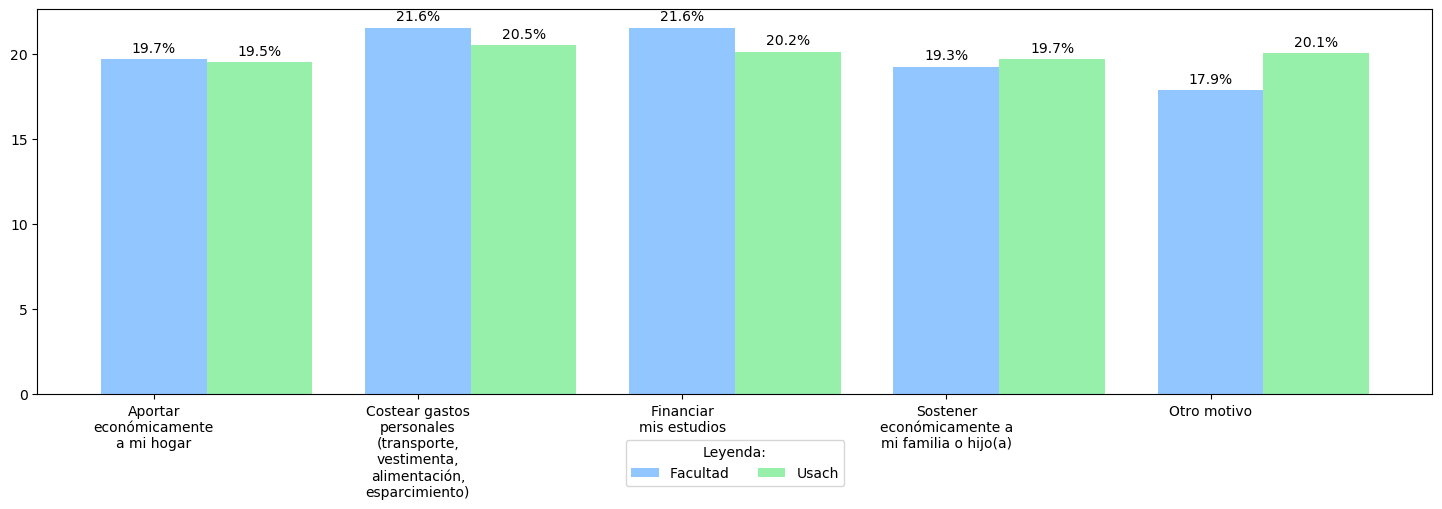 21.6%
21.6%
20.5%
20.2%
20.1%
19.7%
19.5%
19.3%
19.7%
17.9%
20
15
10
5
0
Aportar
económicamente
a mi hogar
Costear gastos
personales
(transporte,
vestimenta,
alimentación,
esparcimiento)
Financiar
mis estudios
Sostener
económicamente a
mi familia o hijo(a)
Otro motivo
Leyenda:
Facultad
Usach